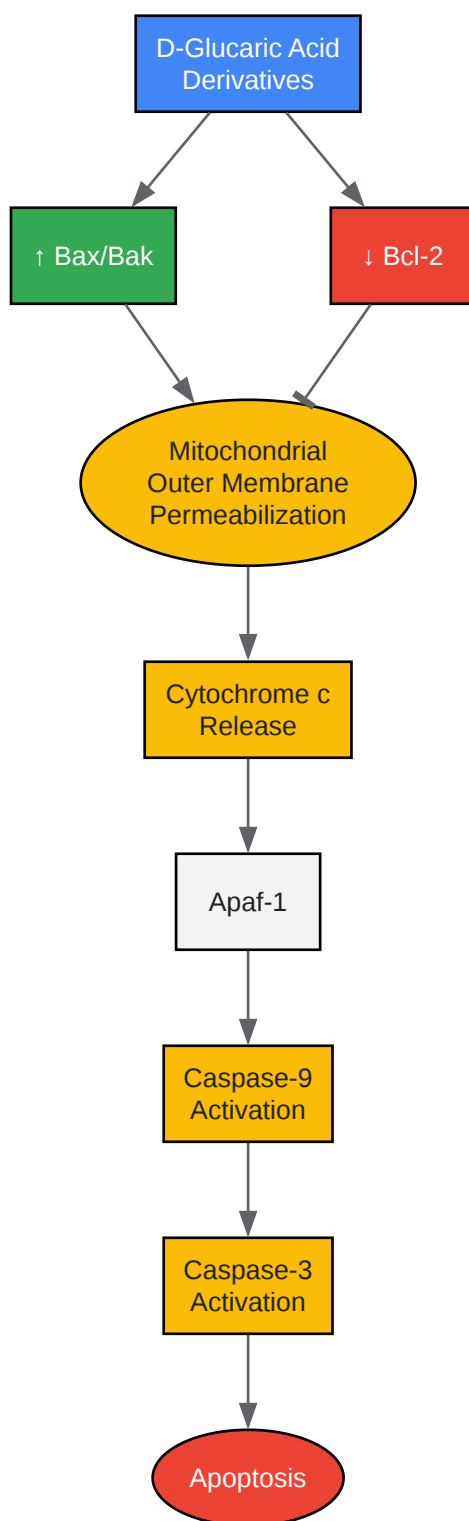 D-Glucaric Acid
Derivatives
↑ Bax/Bak
↓ Bcl-2
Mitochondrial
Outer Membrane
Permeabilization
Cytochrome c
Release
Apaf-1
Caspase-9
Activation
Caspase-3
Activation
Apoptosis